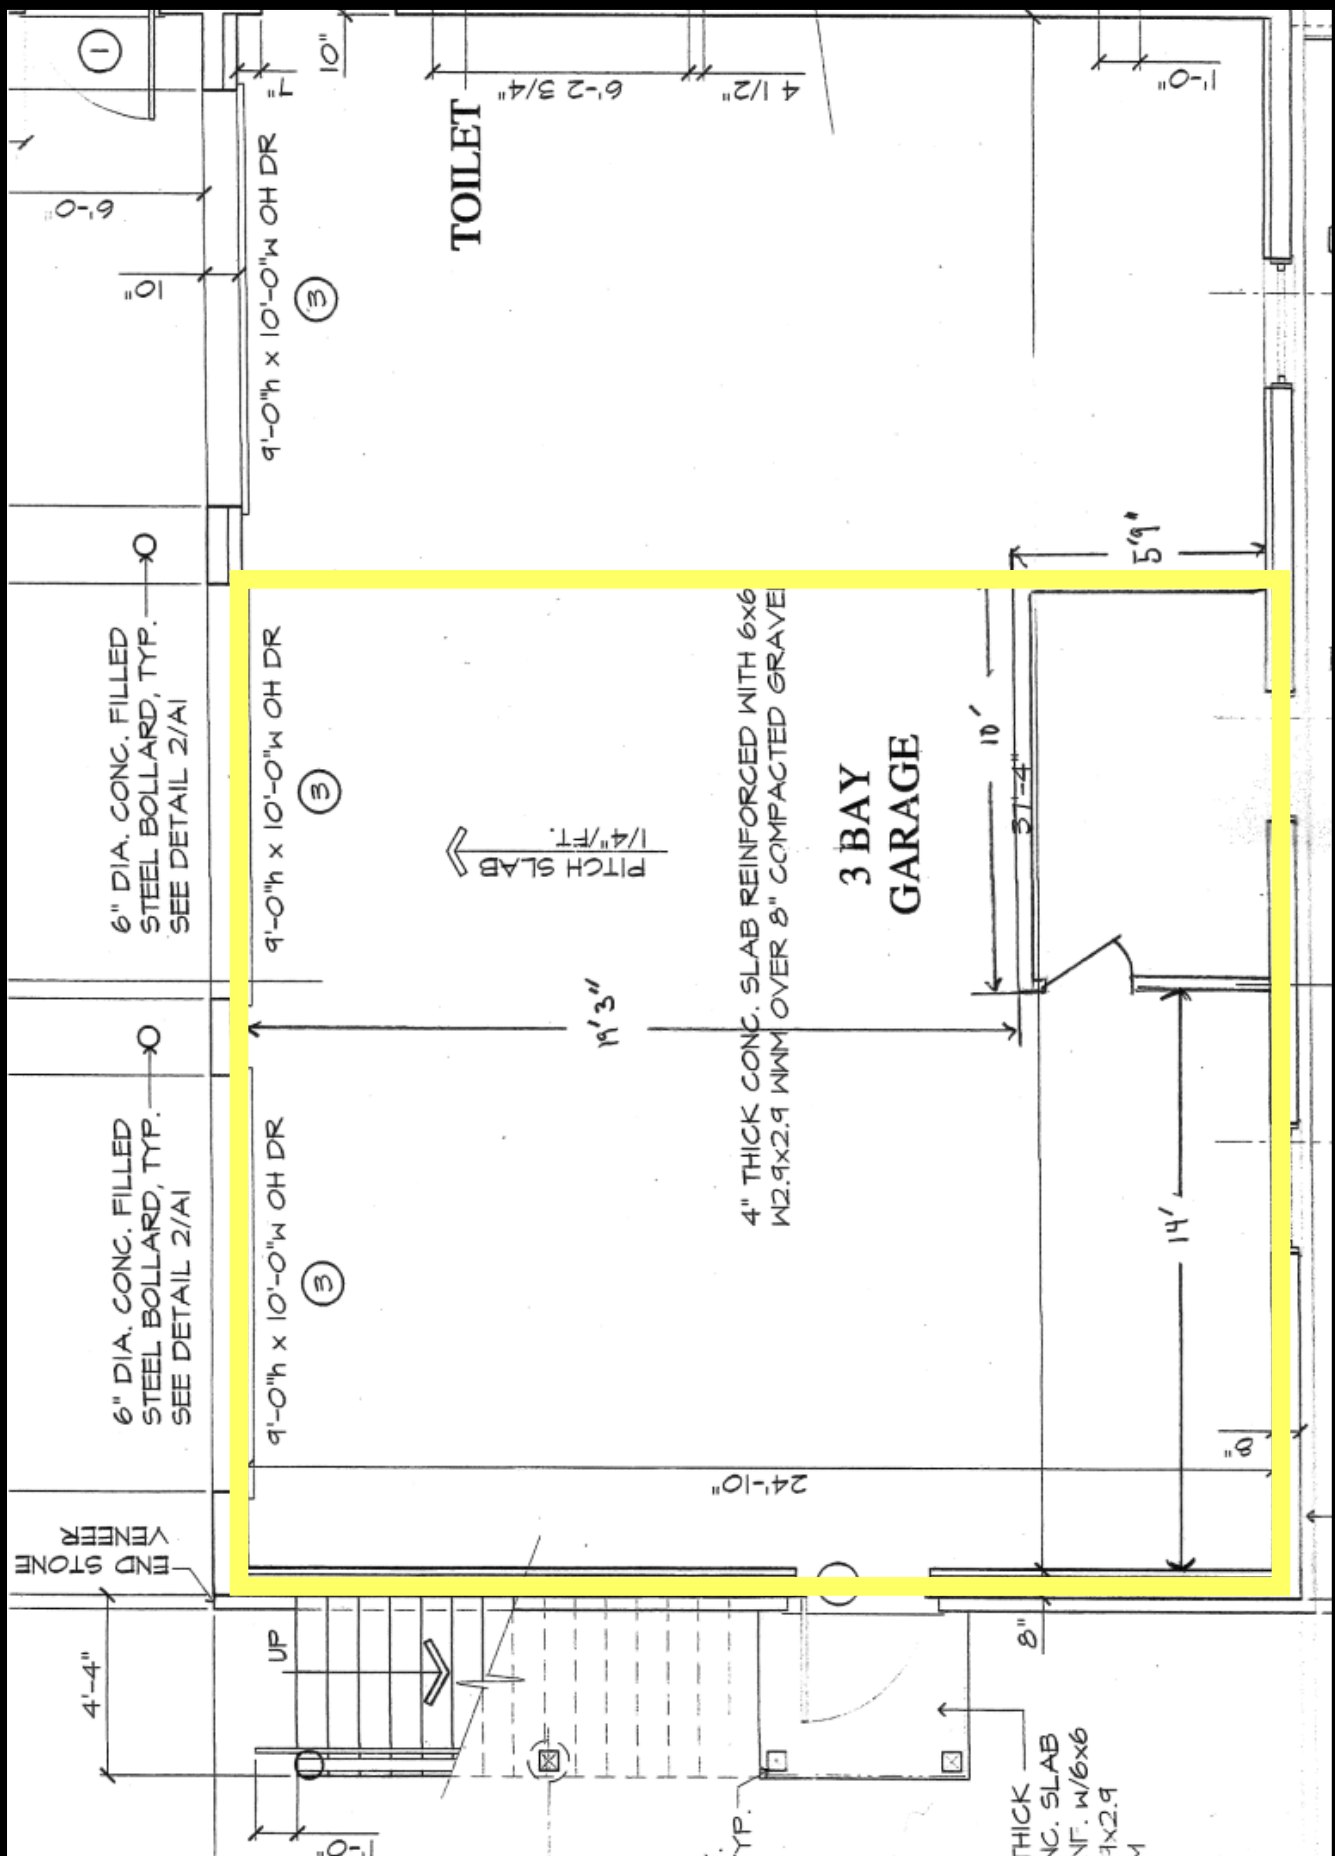 1
7"
10"
6'-2 3/4"
4 1/2"
1'-0"
TOILET
6'-0"
10"
9'-0"h x 10'-0"w OH DR
3
5'9"
6" DIA. CONC. FILLED
STEEL BOLLARD, TYP.
SEE DETAIL 2/A1
9'-0"h x 10'-0"w OH DR
3
PITCH SLAB
1/4"/FT.
4" THICK CONC. SLAB REINFORCED WITH 6x6
W2.9x2.9 WWM OVER 8" COMPACTED GRAVEL
3 BAY
GARAGE
10'
37'-4"
19'3"
6" DIA. CONC. FILLED
STEEL BOLLARD, TYP.
SEE DETAIL 2/A1
9'-0"h x 10'-0"w OH DR
3
14'
8"
24'-10"
END STONE
VENEER
4'-4"
UP
8"
1'-0"
YP.
THICK
NC. SLAB
W/6x6
x2.9
M